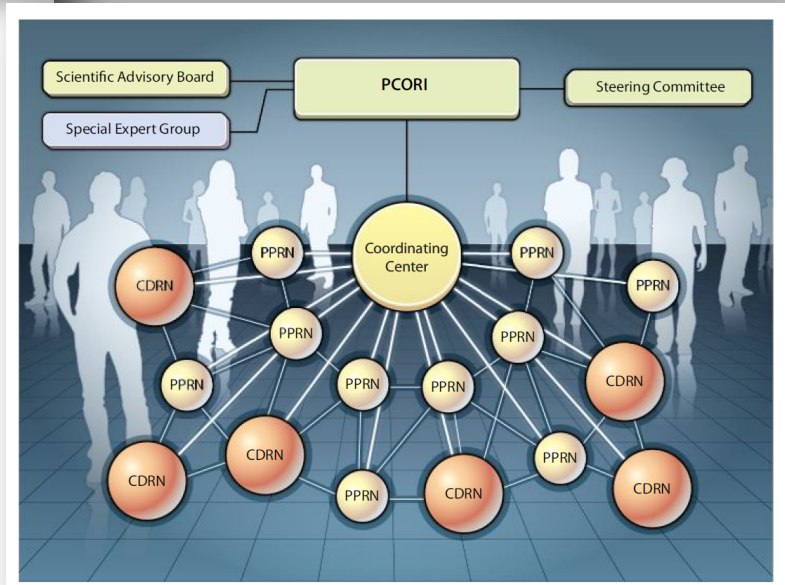 Scientific Advisory Board
PCORI
Steering Committee
Special Expert Group
Coordinating
Center
PPRN
PPRN
CDRN
PPRN
PPRN
PPRN
PPRN
PPRN
PPRN
CDRN
CDRN
PPRN
CDRN
PPRN
CDRN
CDRN